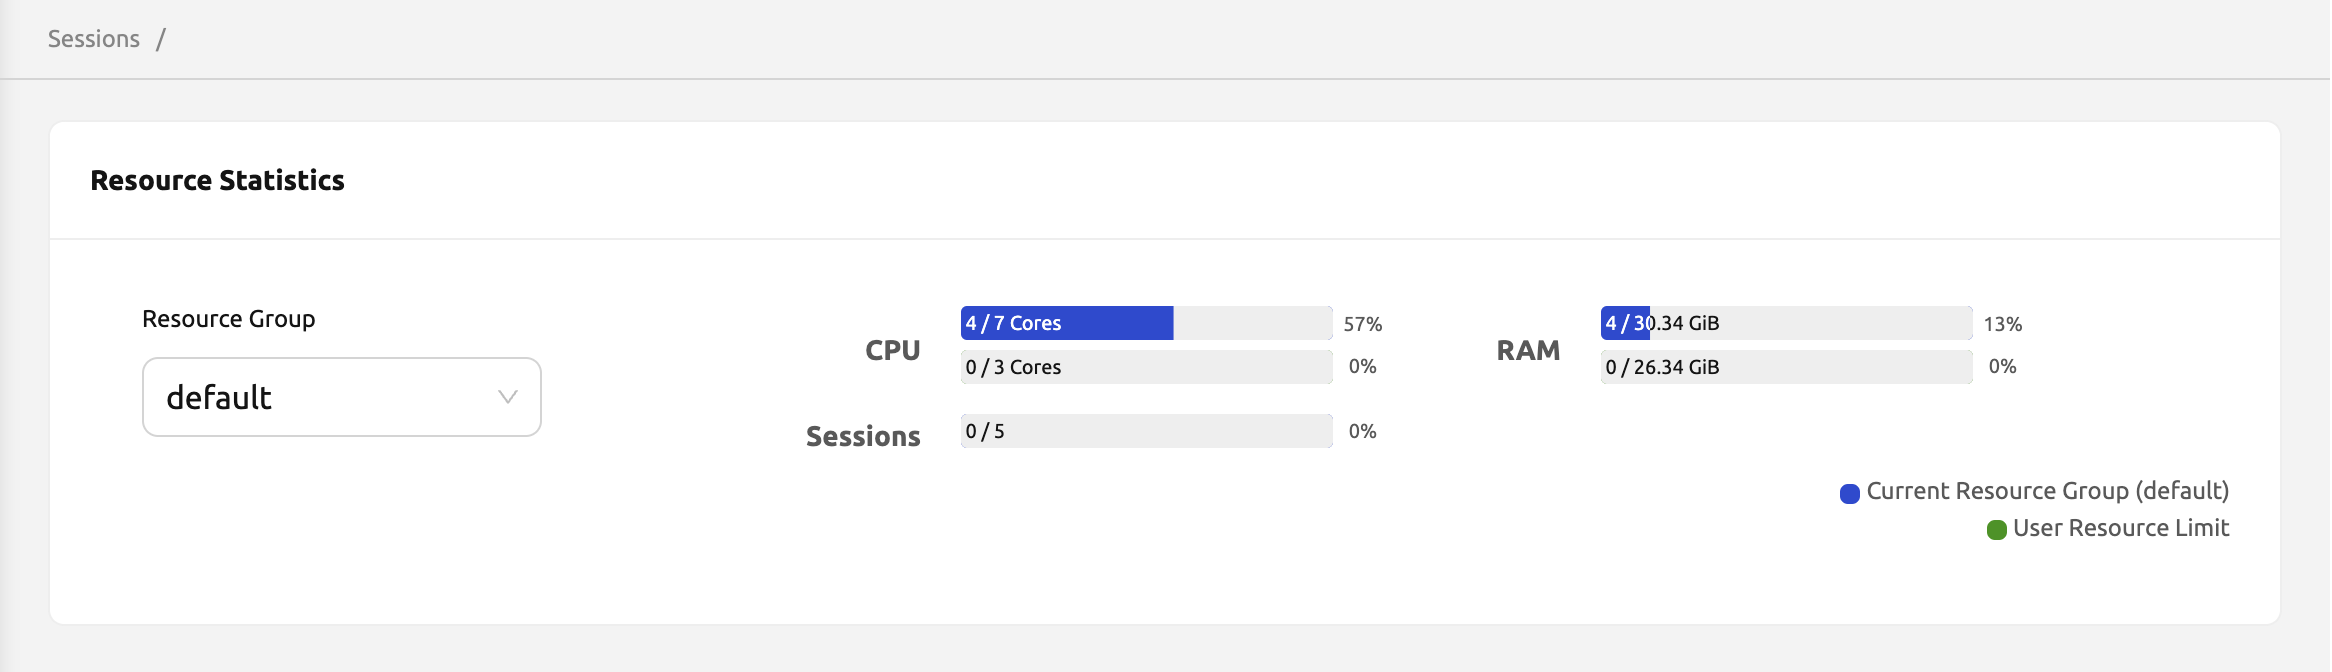 Sessions /
Resource Statistics
Resource Group
default
CPU
4 / 7 Cores
57%
0 / 3 Cores
0%
RAM
4 / 30.34 GiB
13%
0 / 26.34 GiB
0%
Sessions
0 / 5
0%
Current Resource Group (default)
User Resource Limit